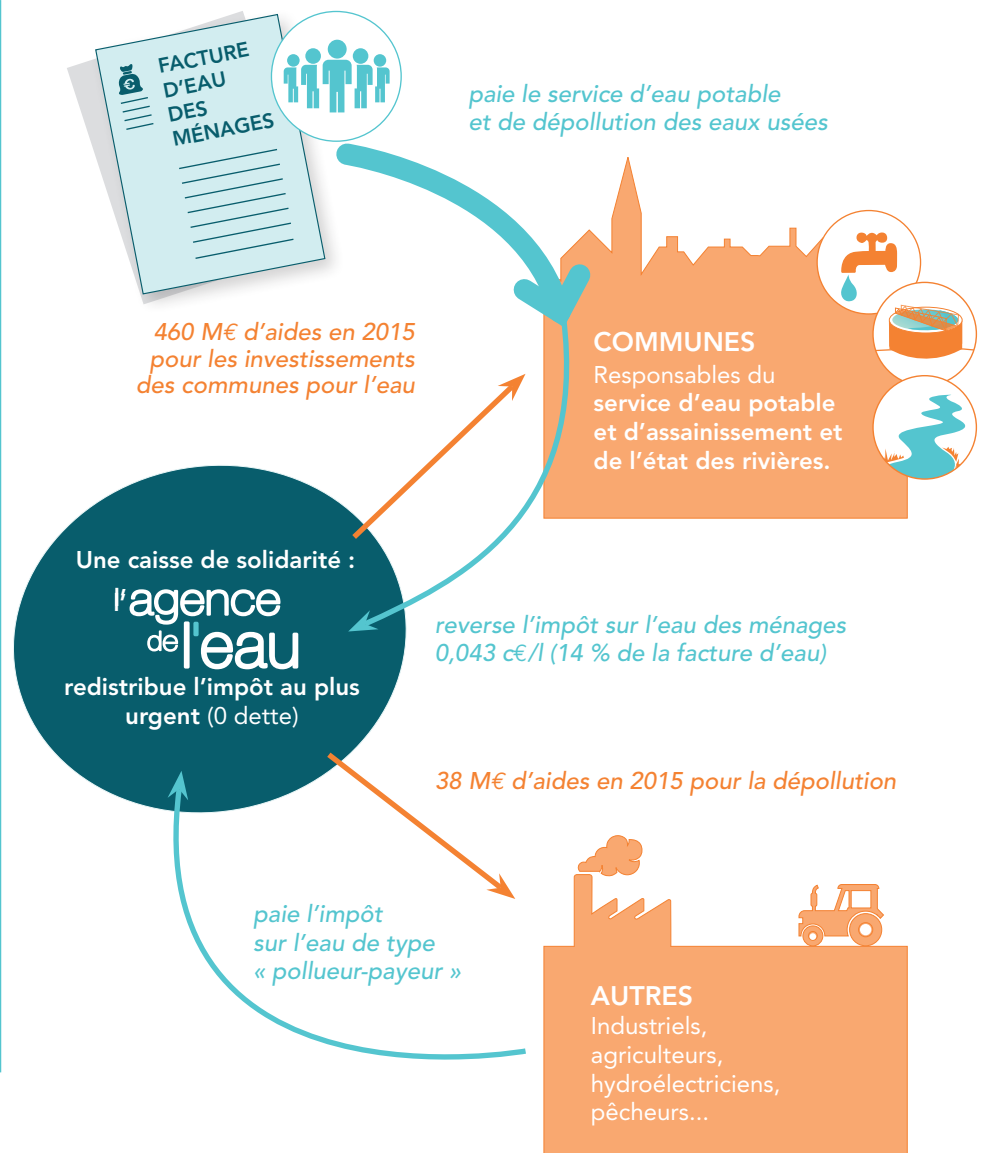 FACTURE
D'EAU
DES
MÉNAGES
€
paie le service d'eau potable
et de dépollution des eaux usées
460 M€ d'aides en 2015
pour les investissements
des communes pour l'eau
COMMUNES
Responsables du
service d'eau potable
et d'assainissement et
de l'état des rivières.
Une caisse de solidarité :
l'agence
de l'eau
redistribue l'impôt au plus
urgent (0 dette)
reverse l'impôt sur l'eau des ménages
0,043 c€/l (14 % de la facture d'eau)
38 M€ d'aides en 2015 pour la dépollution
paie l'impôt
sur l'eau de type
« pollueur-payeur »
AUTRES
Industriels,
agriculteurs,
hydroélectriciens,
pêcheurs...